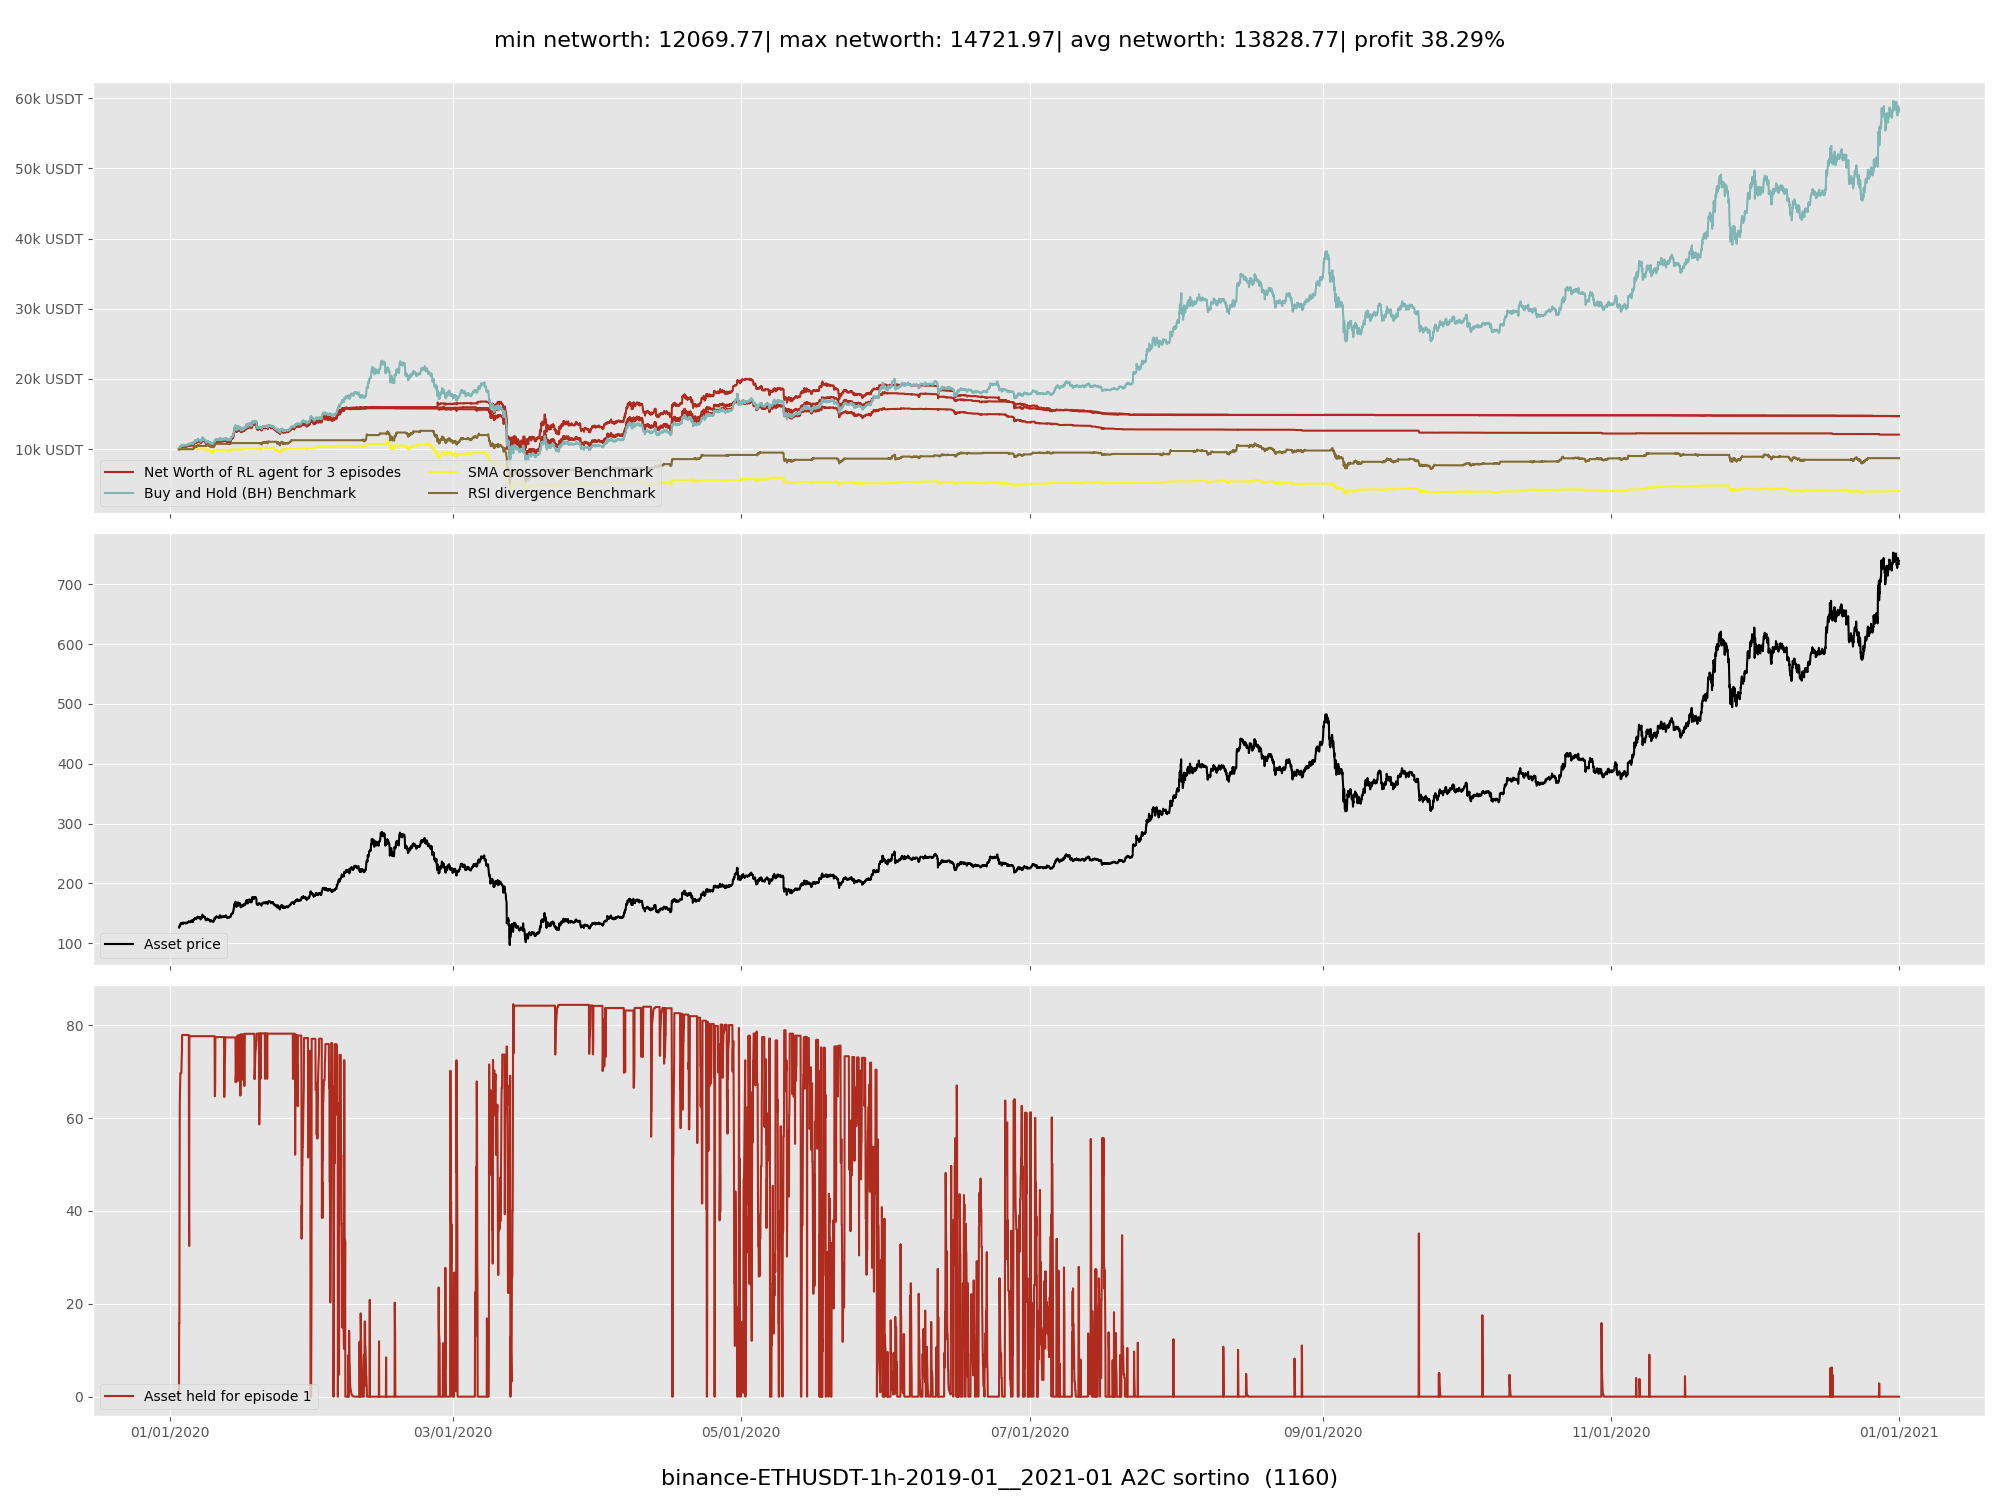 min networth: 12069.77| max networth: 14721.97| avg networth: 13828.77| profit 38.29%
60k USDT
50k USDT
40k USDT
30k USDT
20k USDT
10k USDT
Net Worth of RL agent for 3 episodes
Buy and Hold (BH) Benchmark
SMA crossover Benchmark
RSI divergence Benchmark
700
600
500
400
300
200
100
Asset price
80
60
40
20
0
Asset held for episode 1
01/01/2020
03/01/2020
05/01/2020
07/01/2020
09/01/2020
11/01/2020
01/01/2021
binance-ETHUSDT-1h-2019-01__2021-01 A2C sortino  (1160)